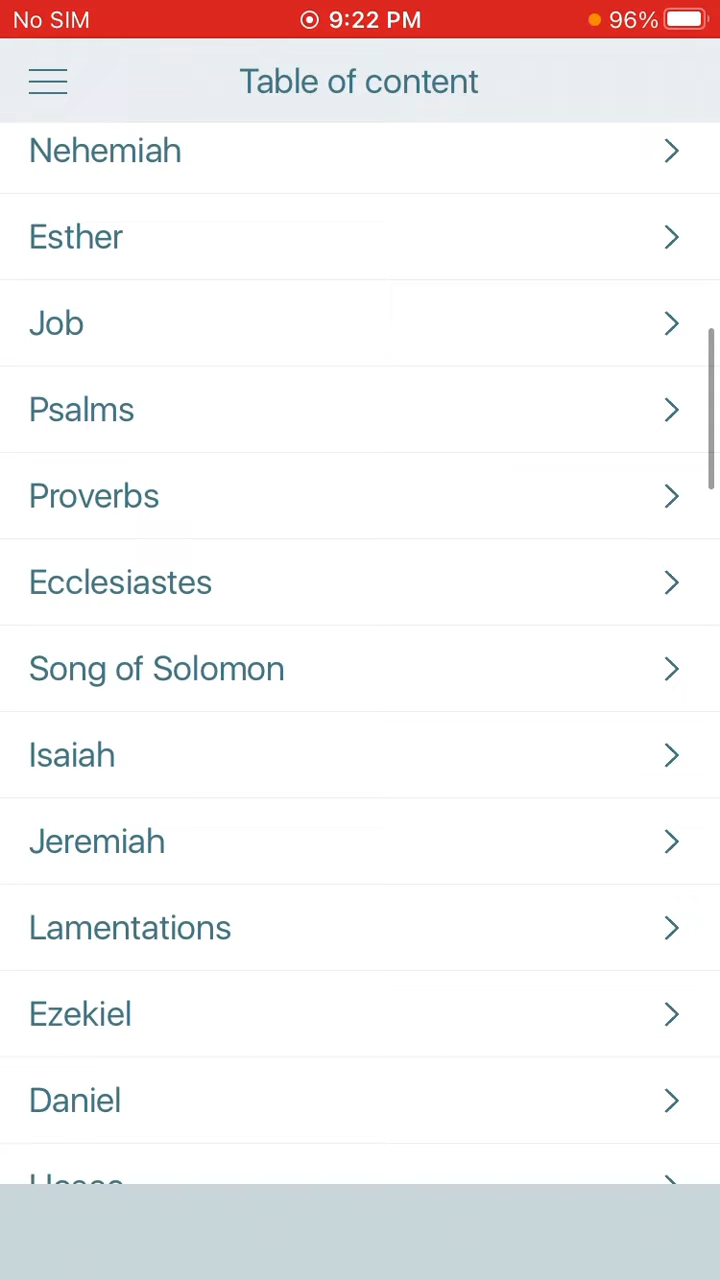 No SIM 9:22 PM 96%
Table of content
Nehemiah
Esther
Job
Psalms
Proverbs
Ecclesiastes
Song of Solomon
Isaiah
Jeremiah
Lamentations
Ezekiel
Daniel
Hosea